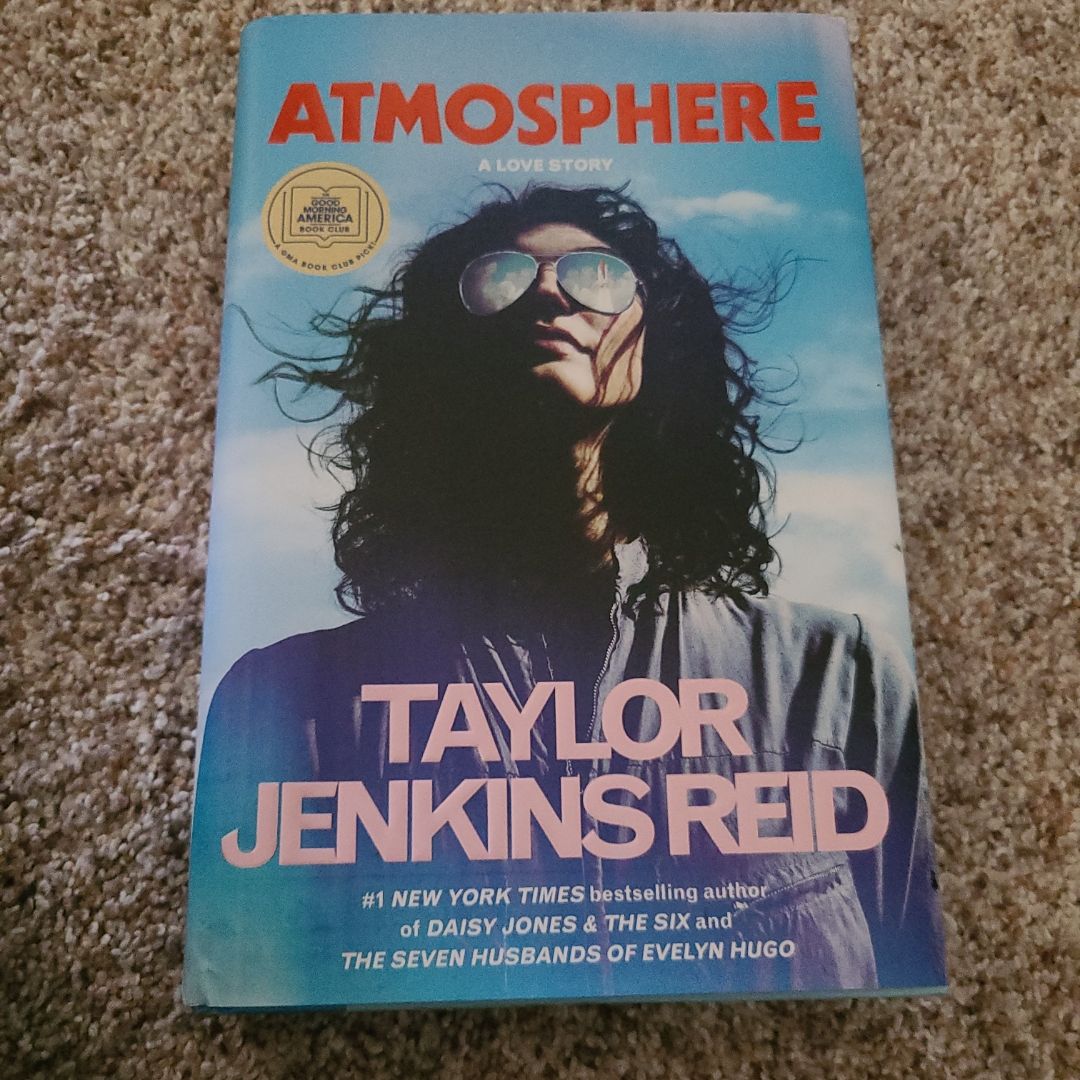 ATMOSPHERE
A LOVE STORY
GOOD
MORNING
AMERICA
BOOK CLUB
A GMA BOOK CLUB PICK!
TAYLOR
JENKINS REID
#1 NEW YORK TIMES bestselling author
of DAISY JONES & THE SIX and
THE SEVEN HUSBANDS OF EVELYN HUGO